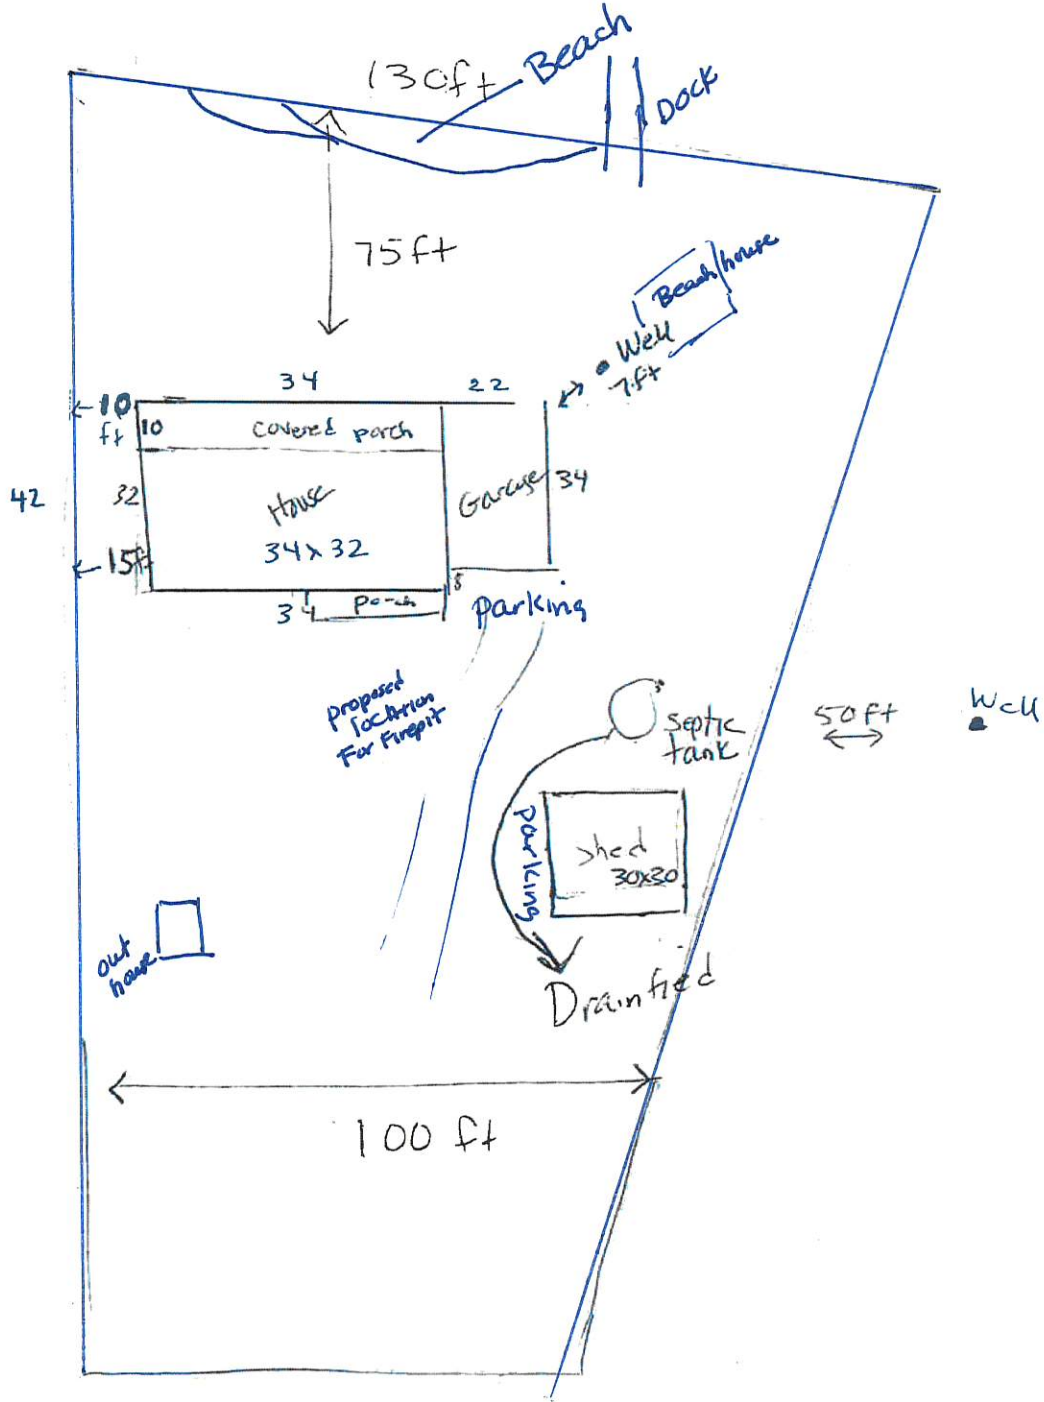 Beach
130ft
Dock
75ft
Beach/house
Well
7ft
34
22
10
ft
10
Covered porch
42
32
House
Garage
34
34x32
15ft
8
34
porch
parking
proposed
location
For Firepit
septic
tank
50ft
Well
parking
shed
30x30
out
house
Drainfied
100 ft